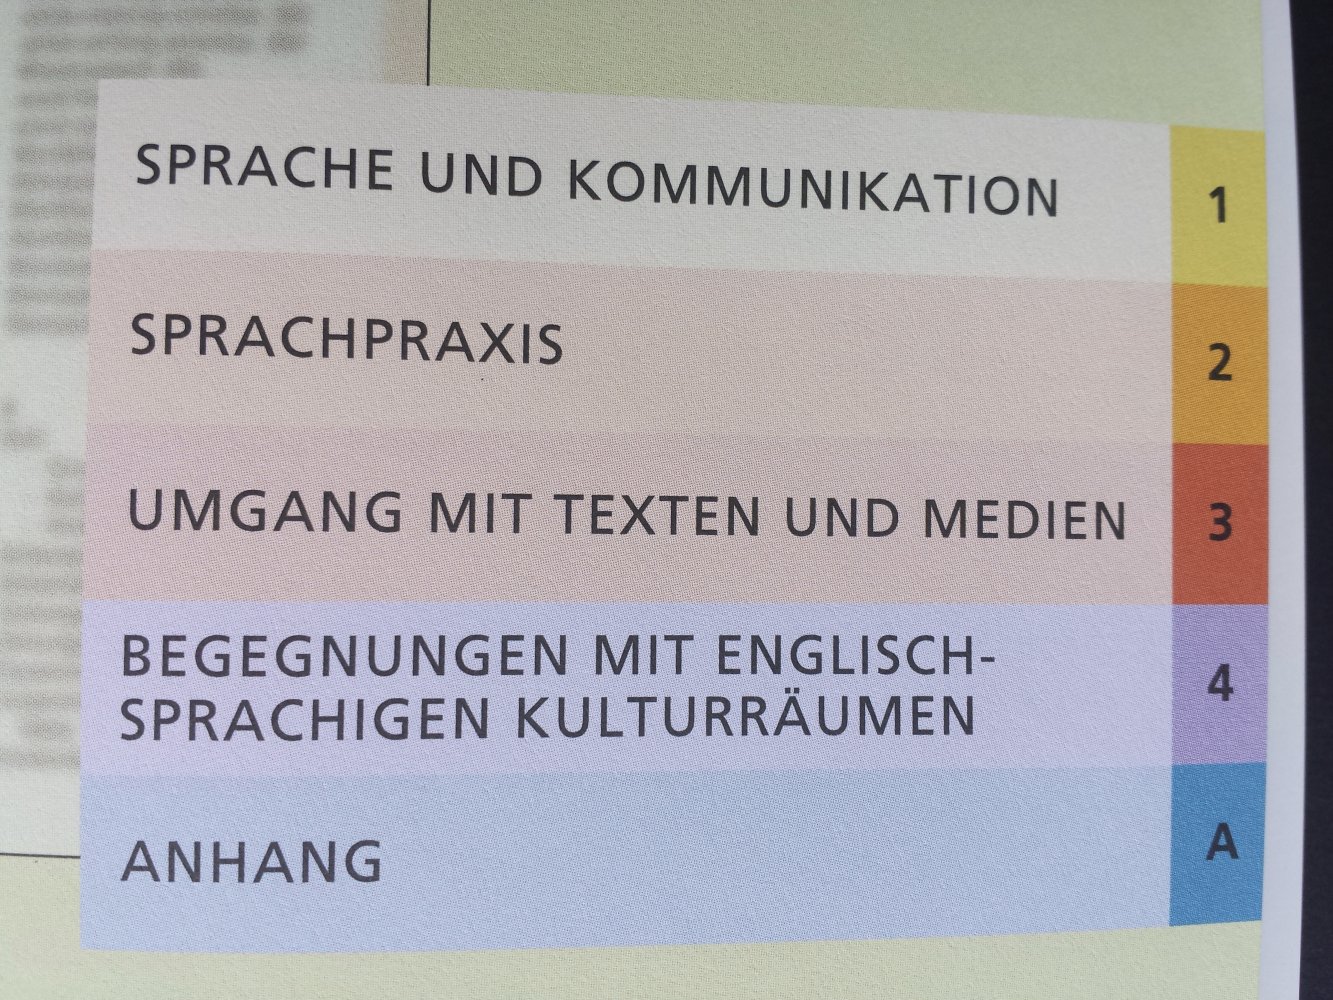 SPRACHE UND KOMMUNIKATION 1
SPRACHPRAXIS 2
UMGANG MIT TEXTEN UND MEDIEN 3
BEGEGNUNGEN MIT ENGLISCH-
SPRACHIGEN KULTURRÄUMEN 4
ANHANG A